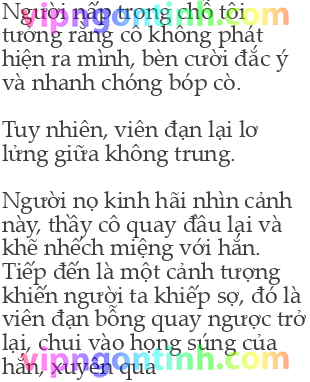 Người nấp trong chỗ tối
tưởng rằng cô không phát
hiện ra mình, bèn cười đắc ý
và nhanh chóng bóp cò.
Tuy nhiên, viên đạn lại lơ
lửng giữa không trung.
Người nọ kinh hãi nhìn cảnh
này, thầy cô quay đầu lại và
khẽ nhếch miệng với hắn.
Tiếp đến là một cảnh tượng
khiến người ta khiếp sợ, đó là
viên đạn bỗng quay ngược trở
lại, chui vào họng súng của
hắn, xuyên qua
vipngontinh.com
vipngontinh.com